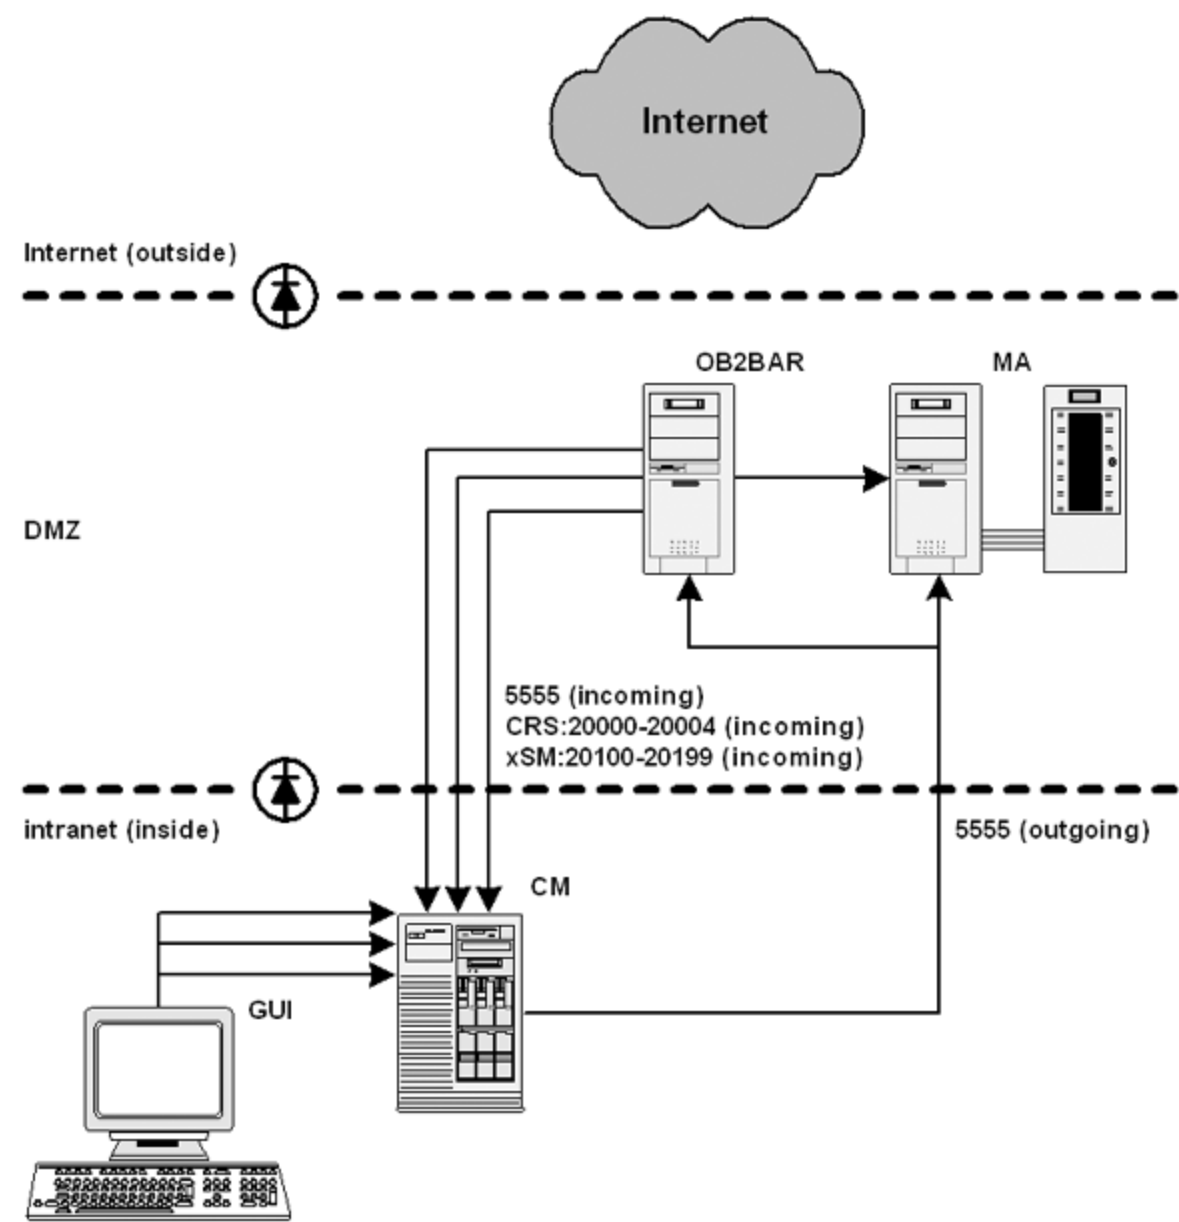 Internet
Internet (outside)
OB2BAR
MA
DMZ
5555 (incoming)
CRS:20000-20004 (incoming)
xSM:20100-20199 (incoming)
intranet (inside)
5555 (outgoing)
CM
GUI